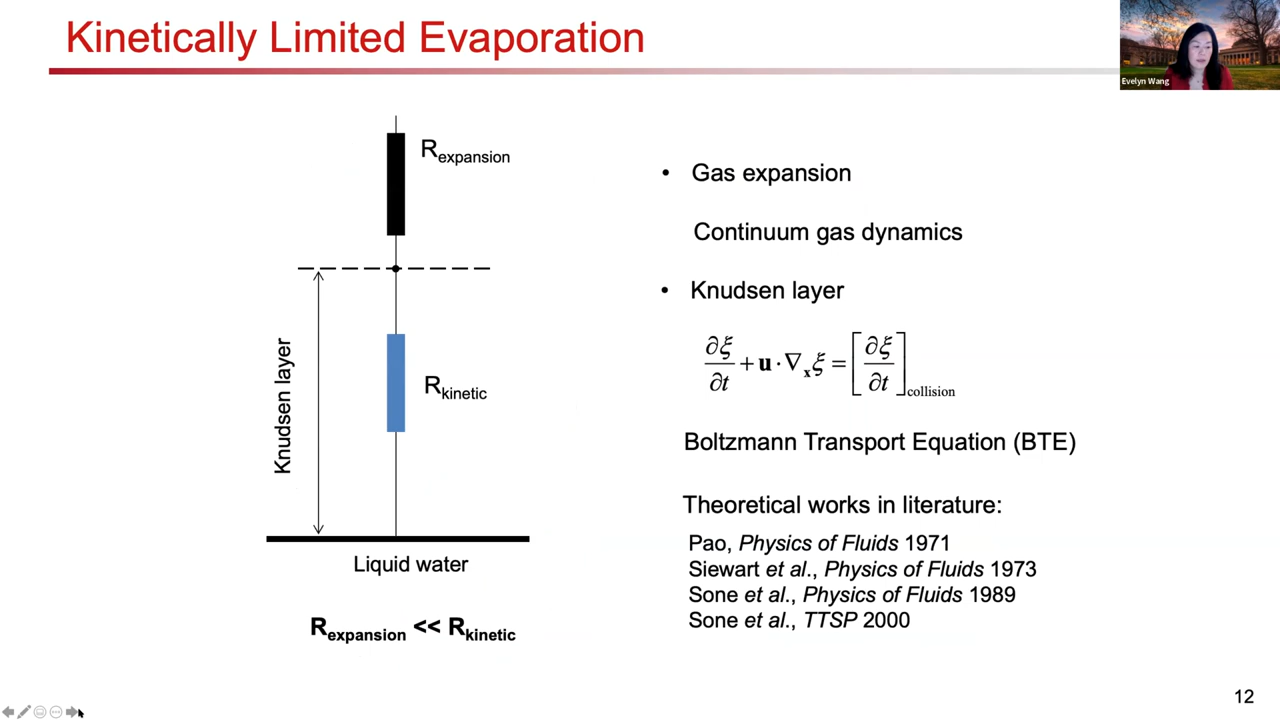 Kinetically Limited Evaporation
Evelyn Wang
R_expansion
Knudsen layer
R_kinetic
Liquid water
R_expansion << R_kinetic
• Gas expansion
Continuum gas dynamics
• Knudsen layer
∂ξ/∂t + u · ∇_x ξ = [∂ξ/∂t]_collision
Boltzmann Transport Equation (BTE)
Theoretical works in literature:
Pao, Physics of Fluids 1971
Siewart et al., Physics of Fluids 1973
Sone et al., Physics of Fluids 1989
Sone et al., TTSP 2000
12